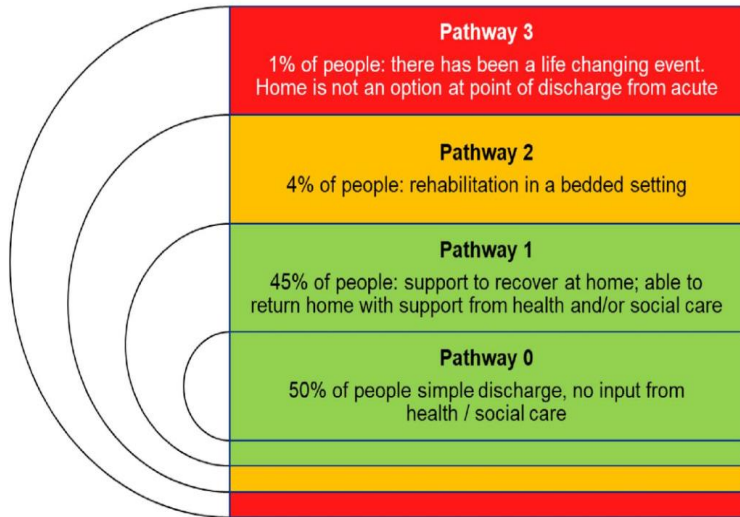 Pathway 3
1% of people: there has been a life changing event.
Home is not an option at point of discharge from acute
Pathway 2
4% of people: rehabilitation in a bedded setting
Pathway 1
45% of people: support to recover at home; able to
return home with support from health and/or social care
Pathway 0
50% of people simple discharge, no input from
health / social care